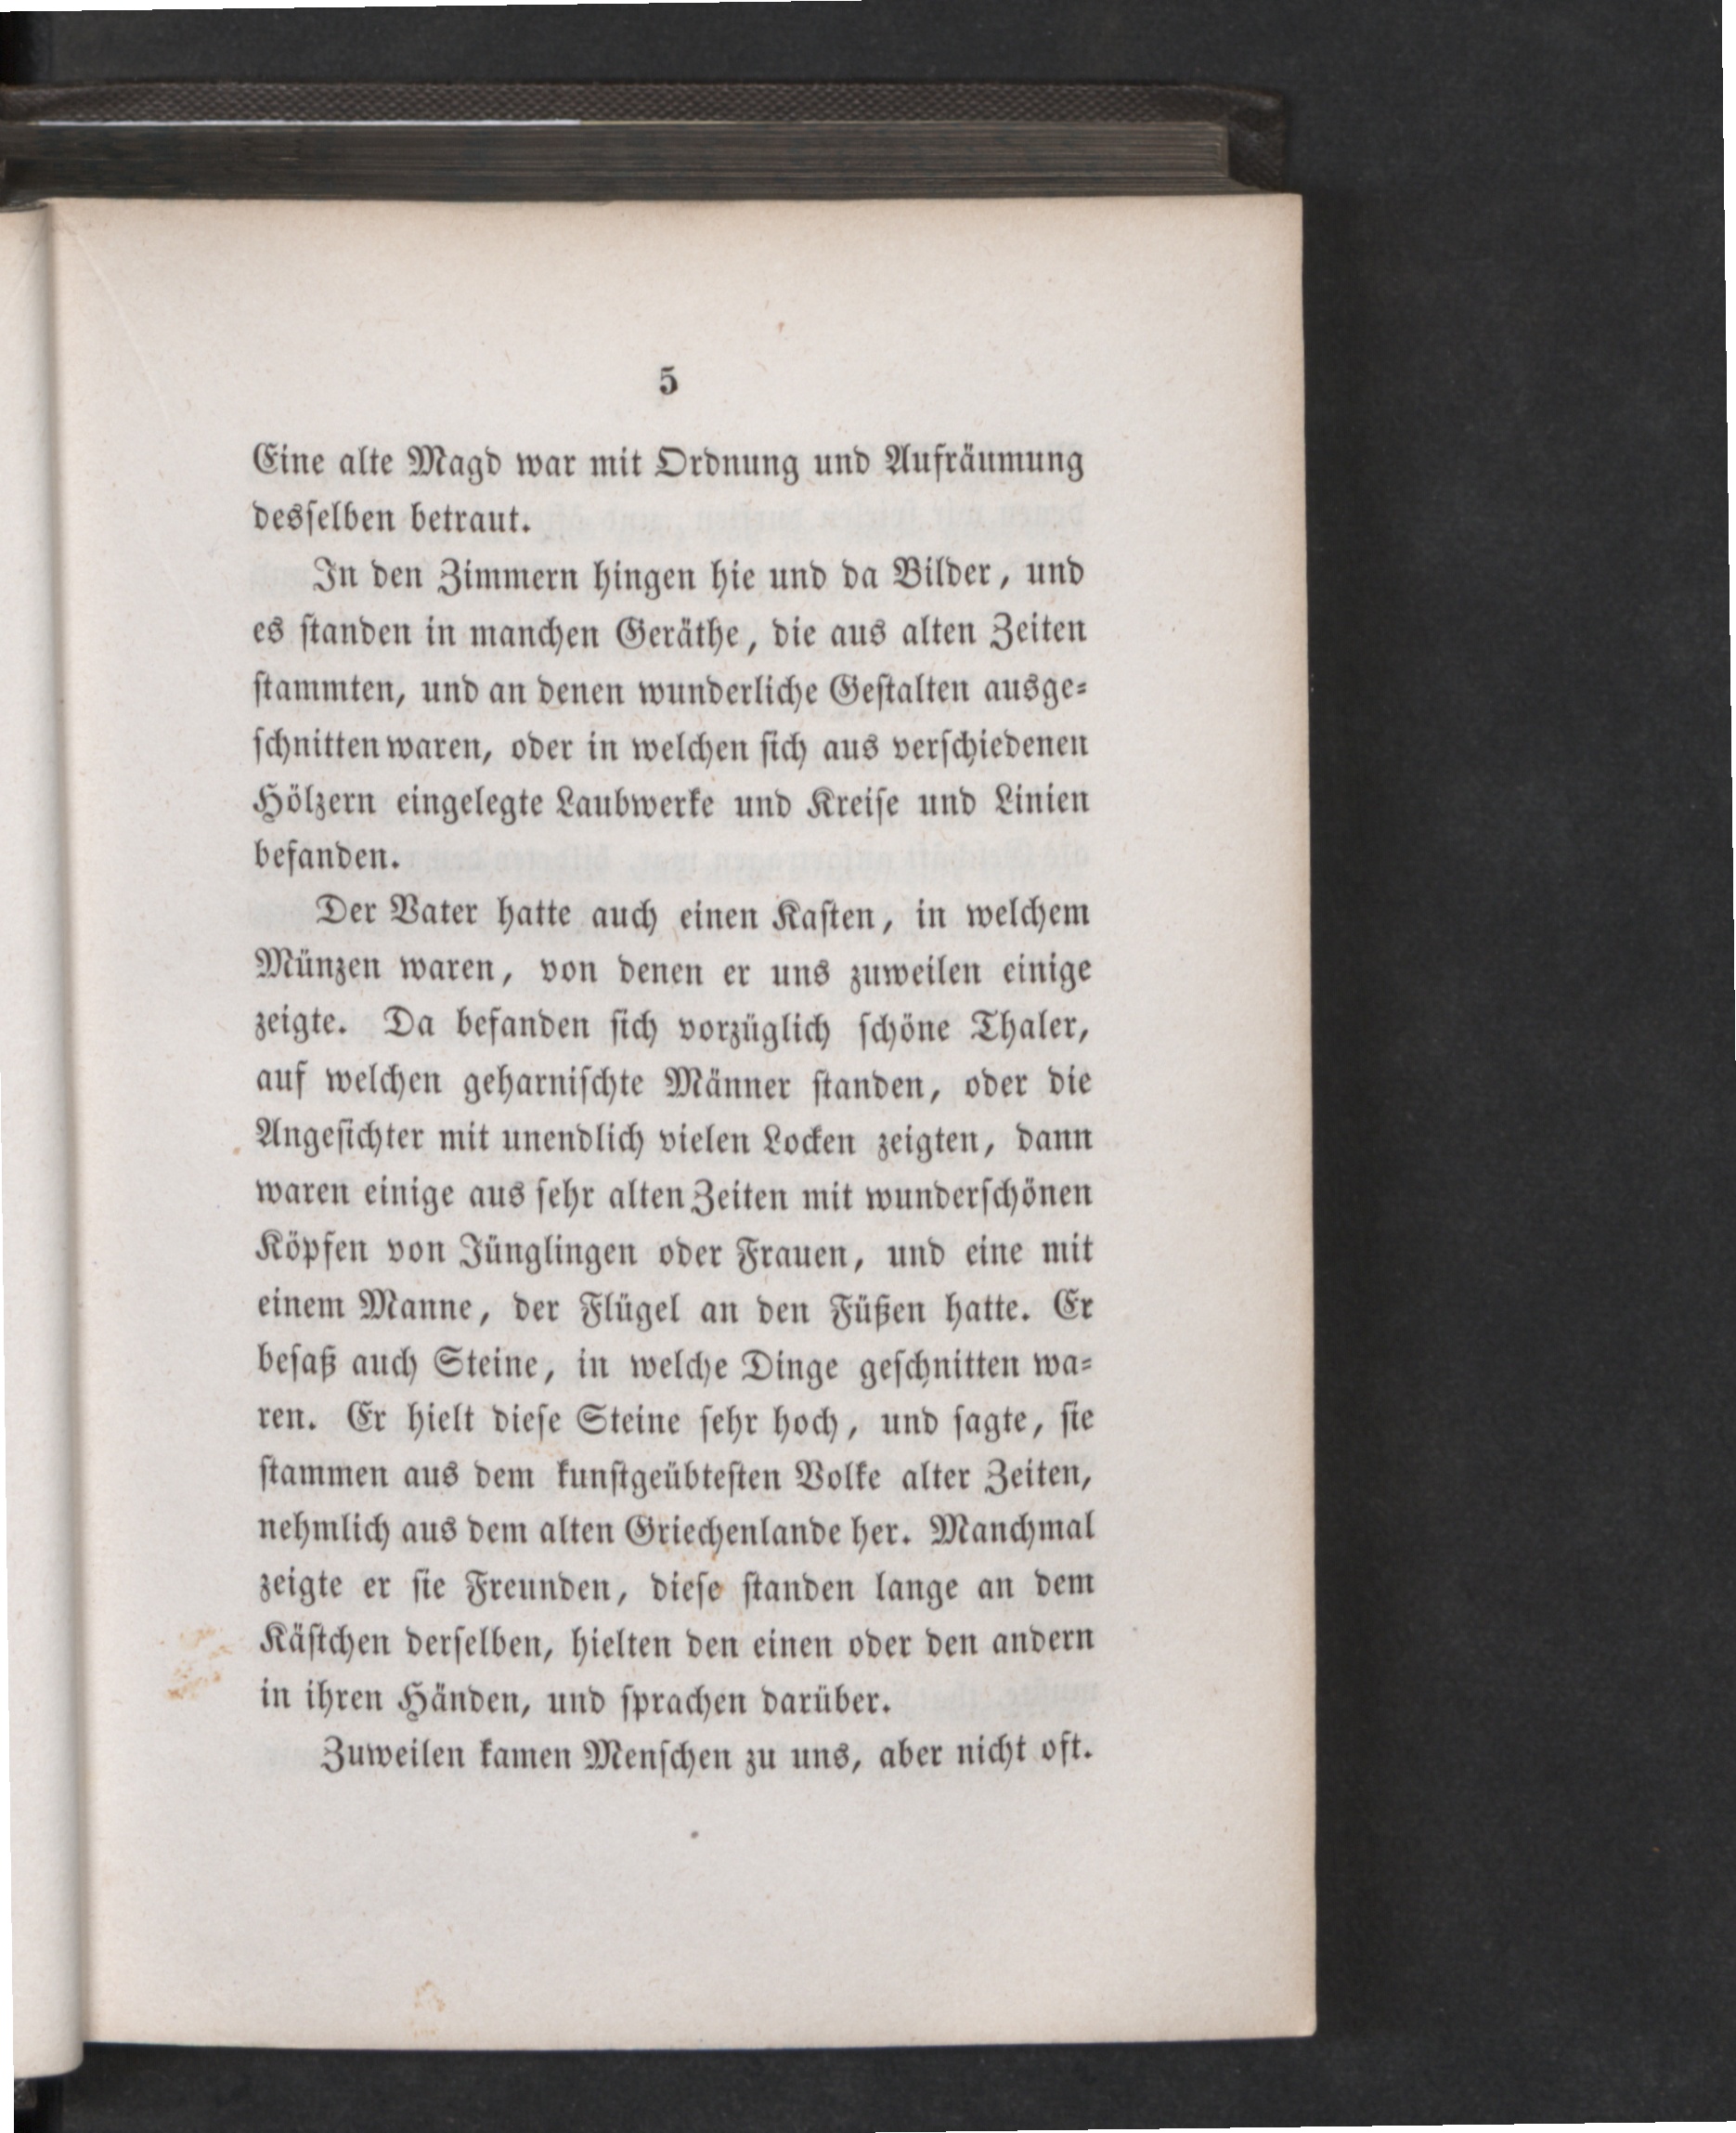 5
Eine alte Magd war mit Ordnung und Aufräumung
desſelben betraut.
In den Zimmern hingen hie und da Bilder, und
es ſtanden in manchen Geräthe, die aus alten Zeiten
ſtammten, und an denen wunderliche Geſtalten ausge⸗
ſchnitten waren, oder in welchen ſich aus verſchiedenen
Hölzern eingelegte Laubwerke und Kreiſe und Linien
befanden.
Der Vater hatte auch einen Kaſten, in welchem
Münzen waren, von denen er uns zuweilen einige
zeigte. Da befanden ſich vorzüglich ſchöne Thaler,
auf welchen geharniſchte Männer ſtanden, oder die
Angeſichter mit unendlich vielen Locken zeigten, dann
waren einige aus ſehr alten Zeiten mit wunderſchönen
Köpfen von Jünglingen oder Frauen, und eine mit
einem Manne, der Flügel an den Füßen hatte. Er
beſaß auch Steine, in welche Dinge geſchnitten wa⸗
ren. Er hielt dieſe Steine ſehr hoch, und ſagte, ſie
ſtammen aus dem kunſtgeübteſten Volke alter Zeiten,
nehmlich aus dem alten Griechenlande her. Manchmal
zeigte er ſie Freunden, dieſe ſtanden lange an dem
Käſtchen derſelben, hielten den einen oder den andern
in ihren Händen, und ſprachen darüber.
Zuweilen kamen Menſchen zu uns, aber nicht oft.